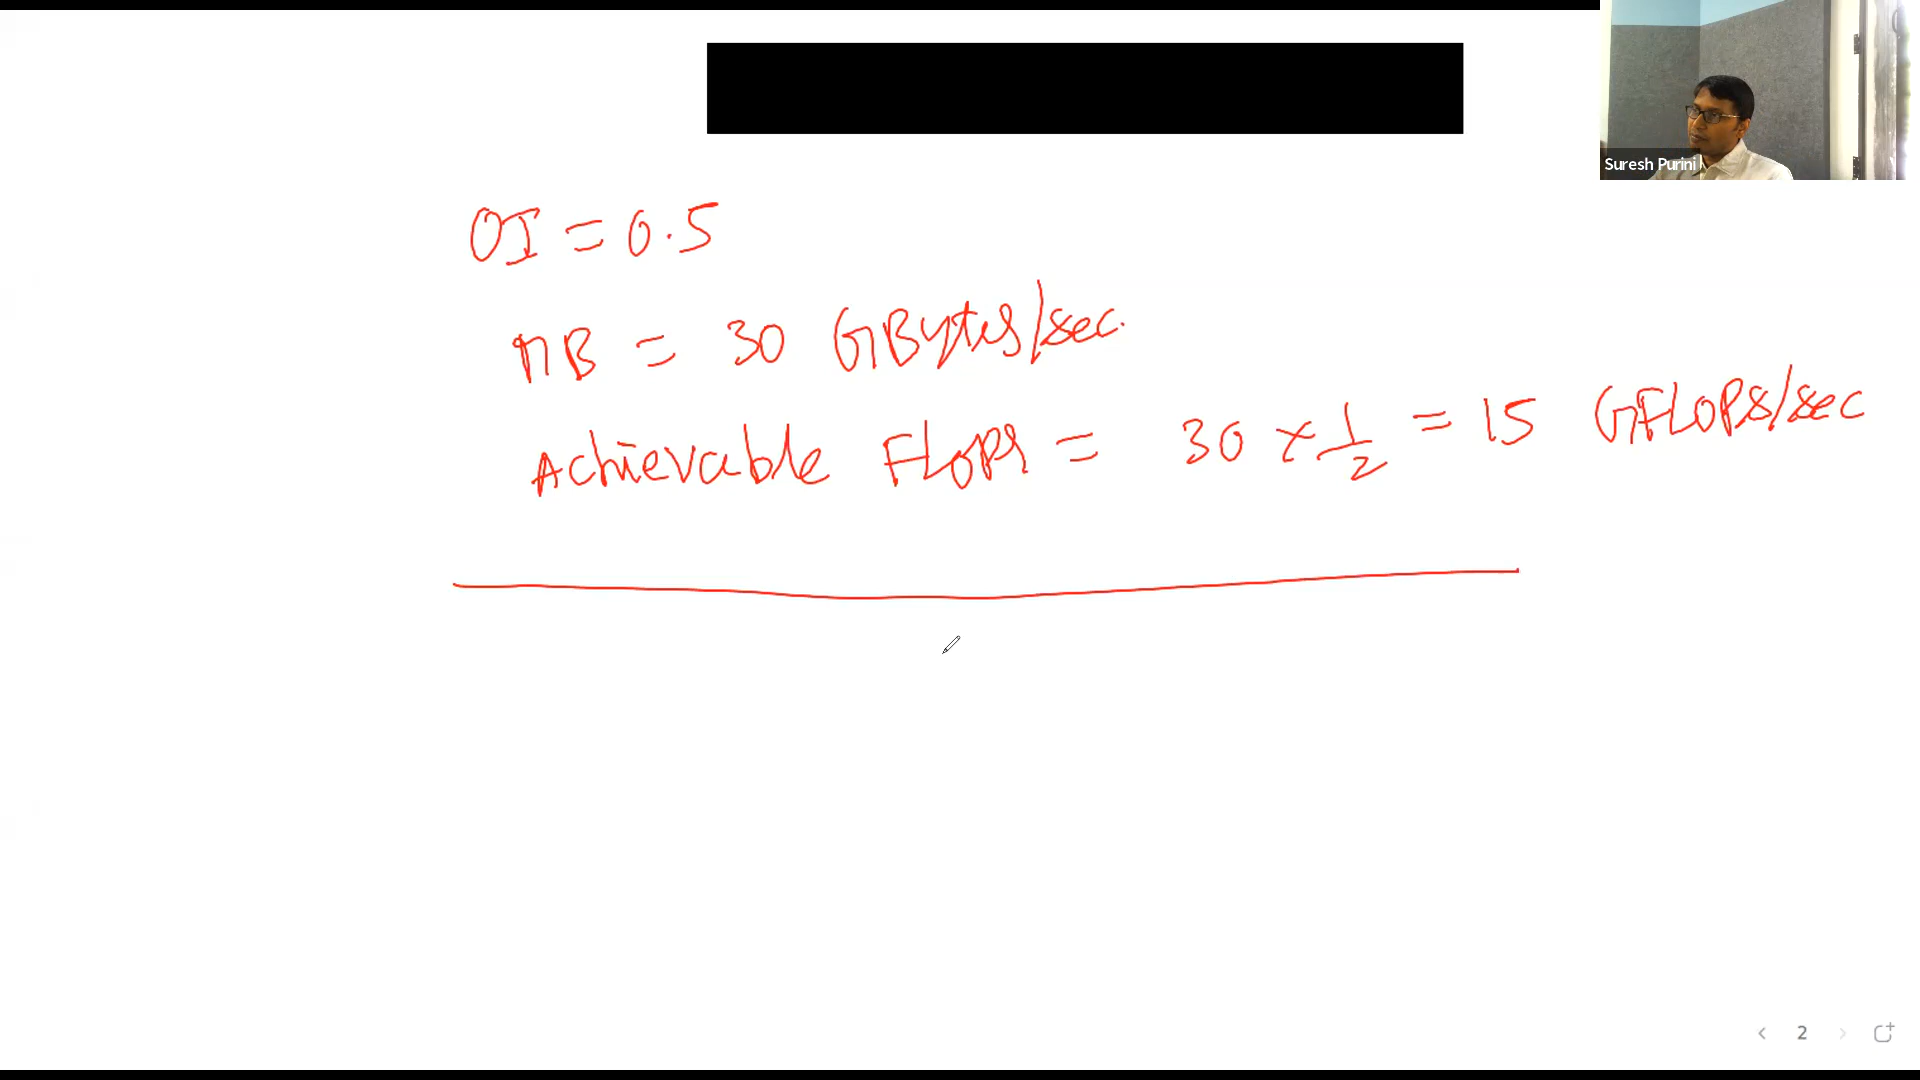 Suresh Purini
OI = 0.5
MB = 30 GBytes/sec.
Achievable FLOPs = 30 × 1/2 = 15 GFLOPs/sec
2